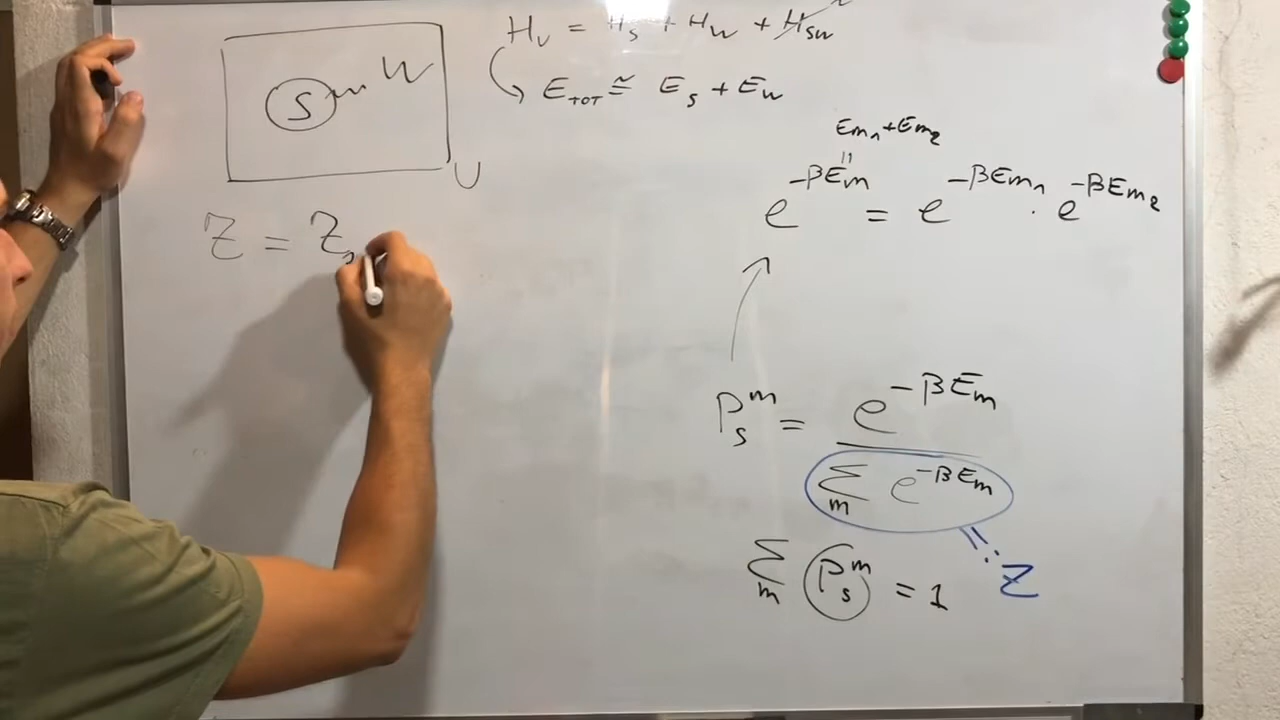 H_U = H_S + H_W + H_SW
E_TOT ≅ E_S + E_W
S W
U
E_m1 + E_m2
||
e^-βE_m = e^-βE_m1 · e^-βE_m2
Z = Z
P_s^m = e^-βE_m
Σ_m e^-βE_m
Σ_m P_s^m = 1
=: Z